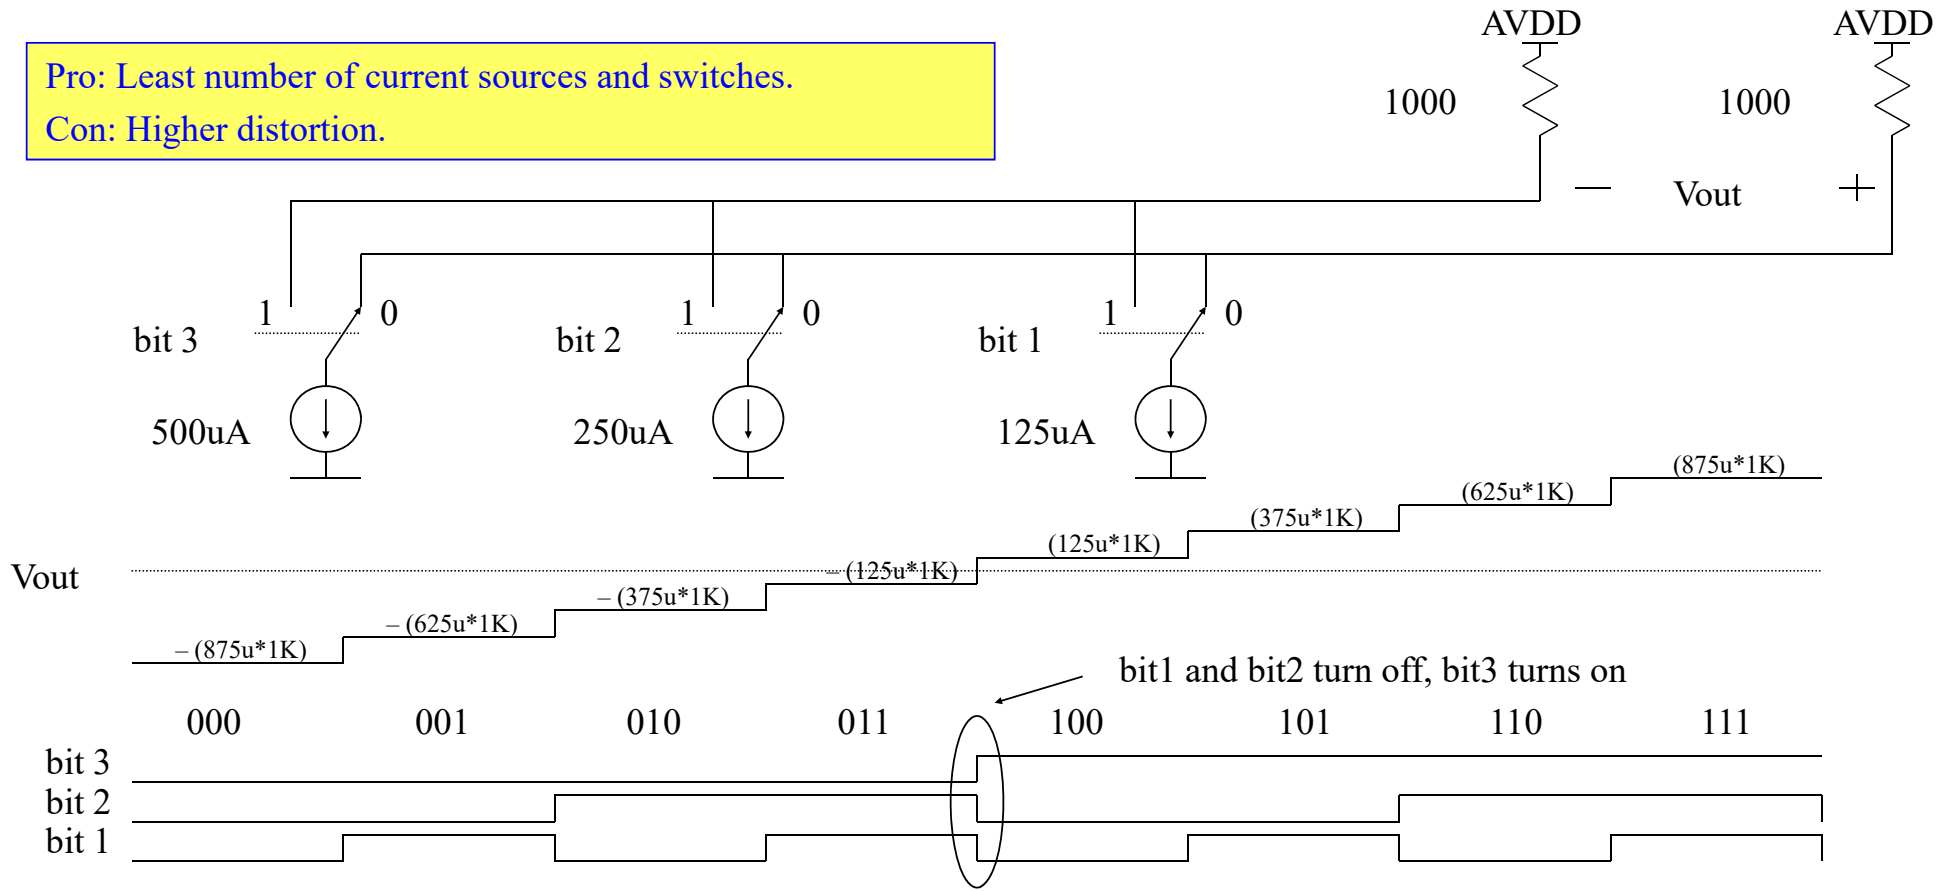 AVDD AVDD
Pro: Least number of current sources and switches.
Con: Higher distortion.
1000 1000
— Vout +
1 0 1 0 1 0
bit 3 bit 2 bit 1
500uA 250uA 125uA
(875u*1K)
(625u*1K)
(375u*1K)
(125u*1K)
Vout
– (125u*1K)
– (375u*1K)
– (625u*1K)
– (875u*1K)
bit1 and bit2 turn off, bit3 turns on
000 001 010 011 100 101 110 111
bit 3
bit 2
bit 1